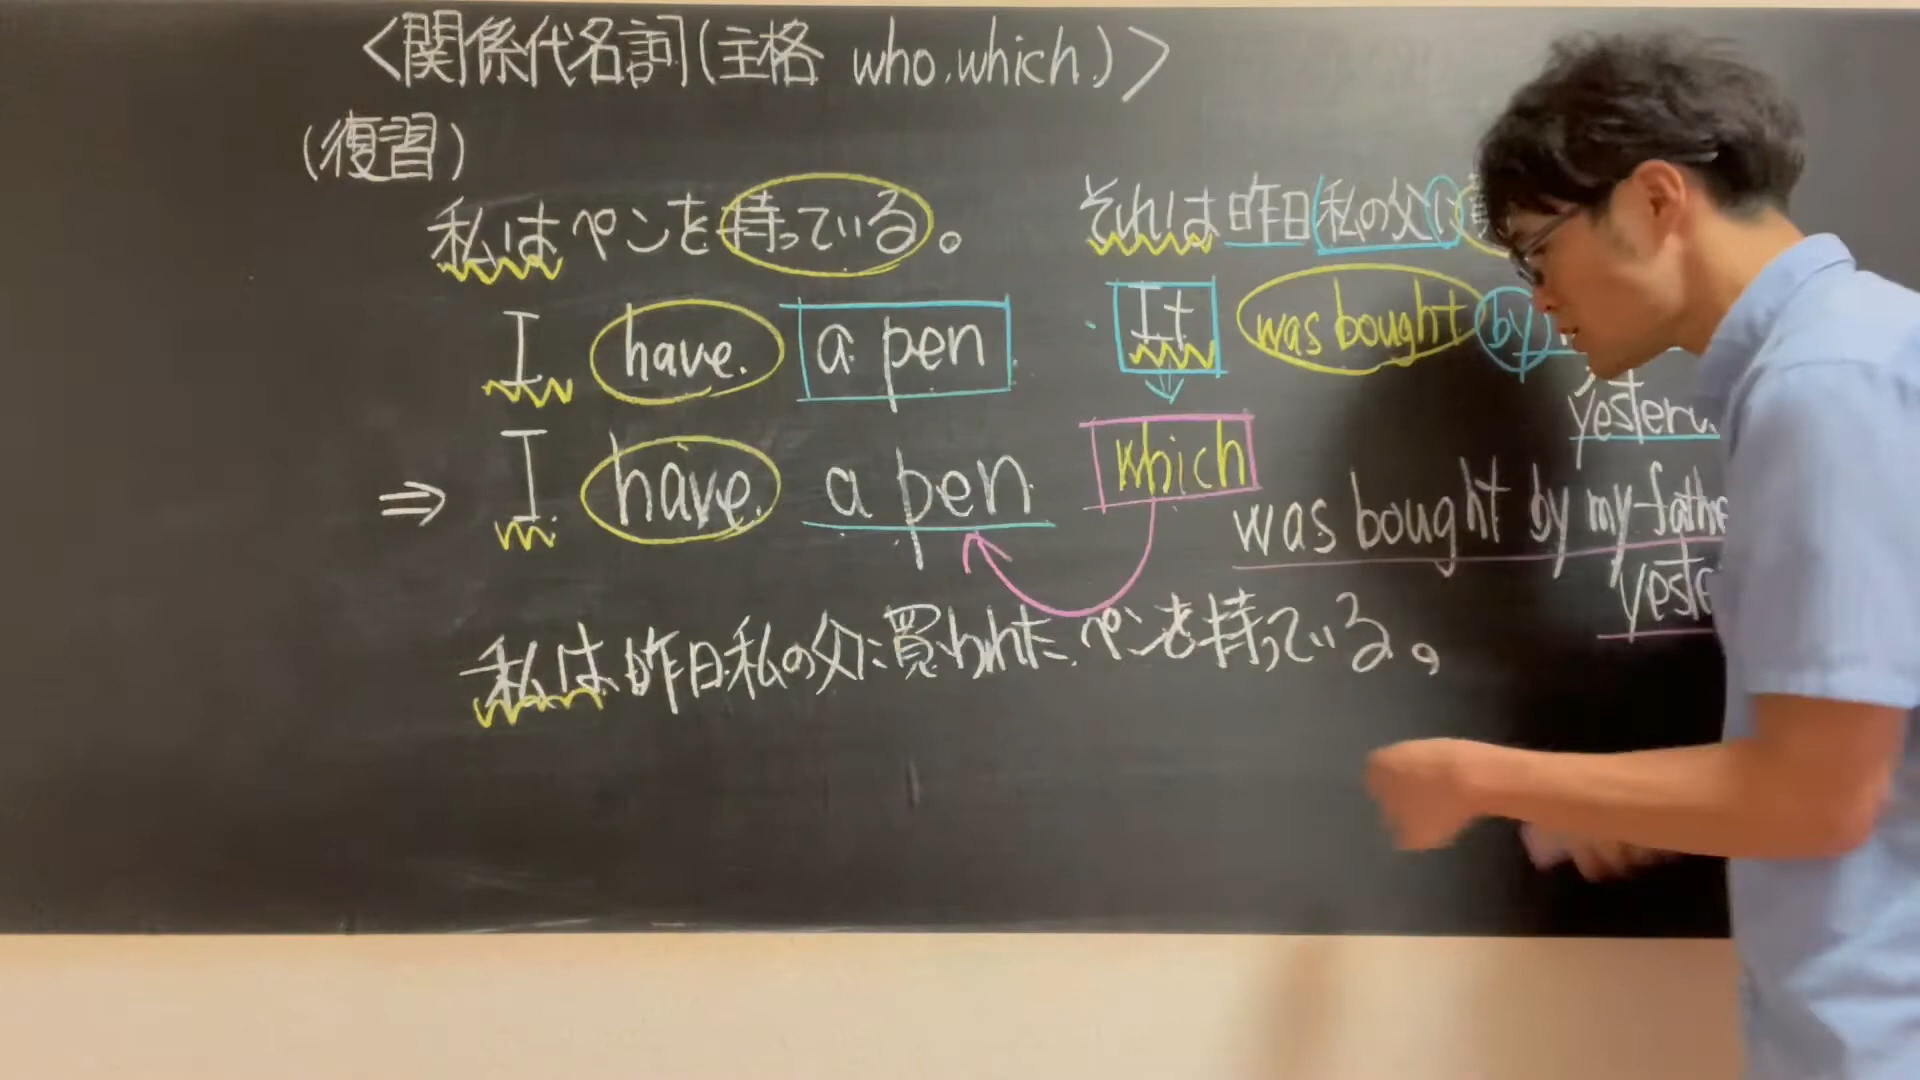 <関係代名詞(主格 who, which)>
(復習)
私はペンを持っている。
それは昨日私の父に
I have a pen
It was bought by
yester
⇒ I have a pen which was bought by my fathe
yeste
私は昨日私の父に買われたペンを持っている。